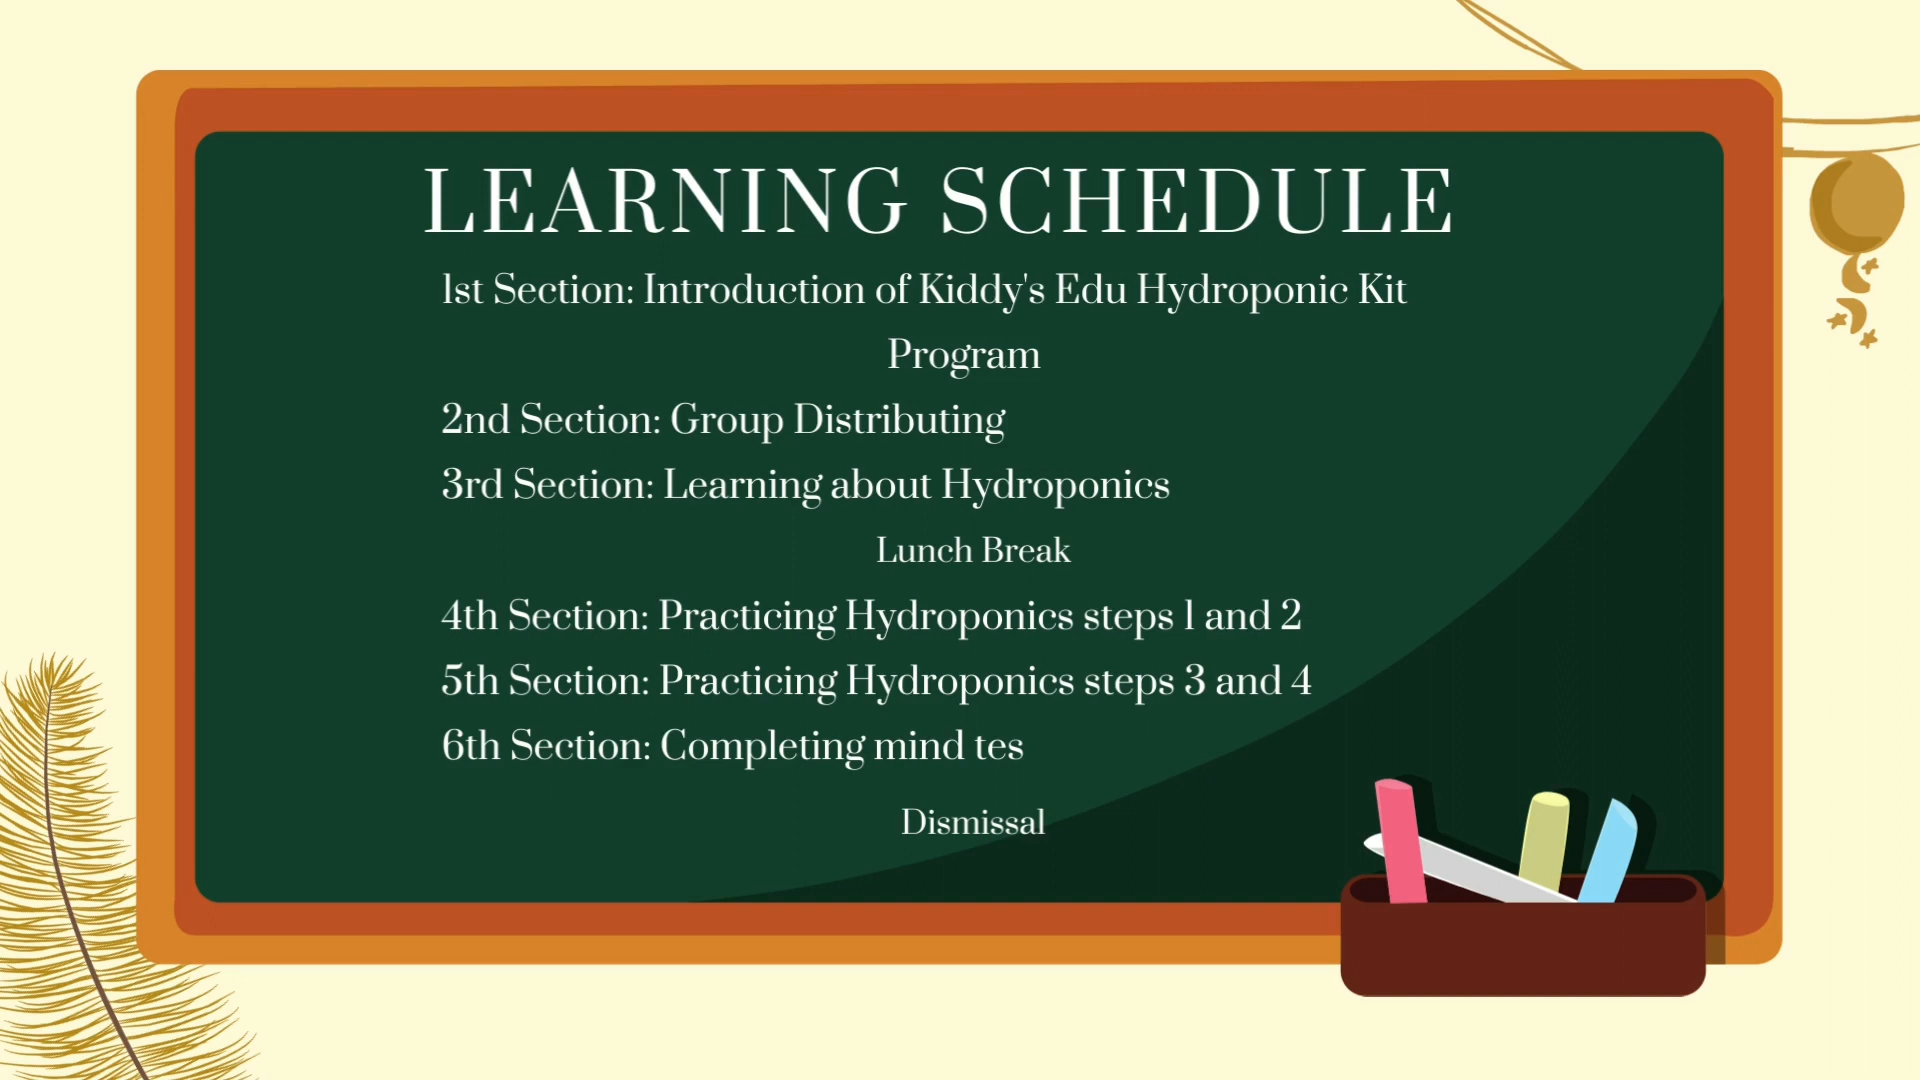 LEARNING SCHEDULE
1st Section: Introduction of Kiddy's Edu Hydroponic Kit
Program
2nd Section: Group Distributing
3rd Section: Learning about Hydroponics
Lunch Break
4th Section: Practicing Hydroponics steps 1 and 2
5th Section: Practicing Hydroponics steps 3 and 4
6th Section: Completing mind tes
Dismissal